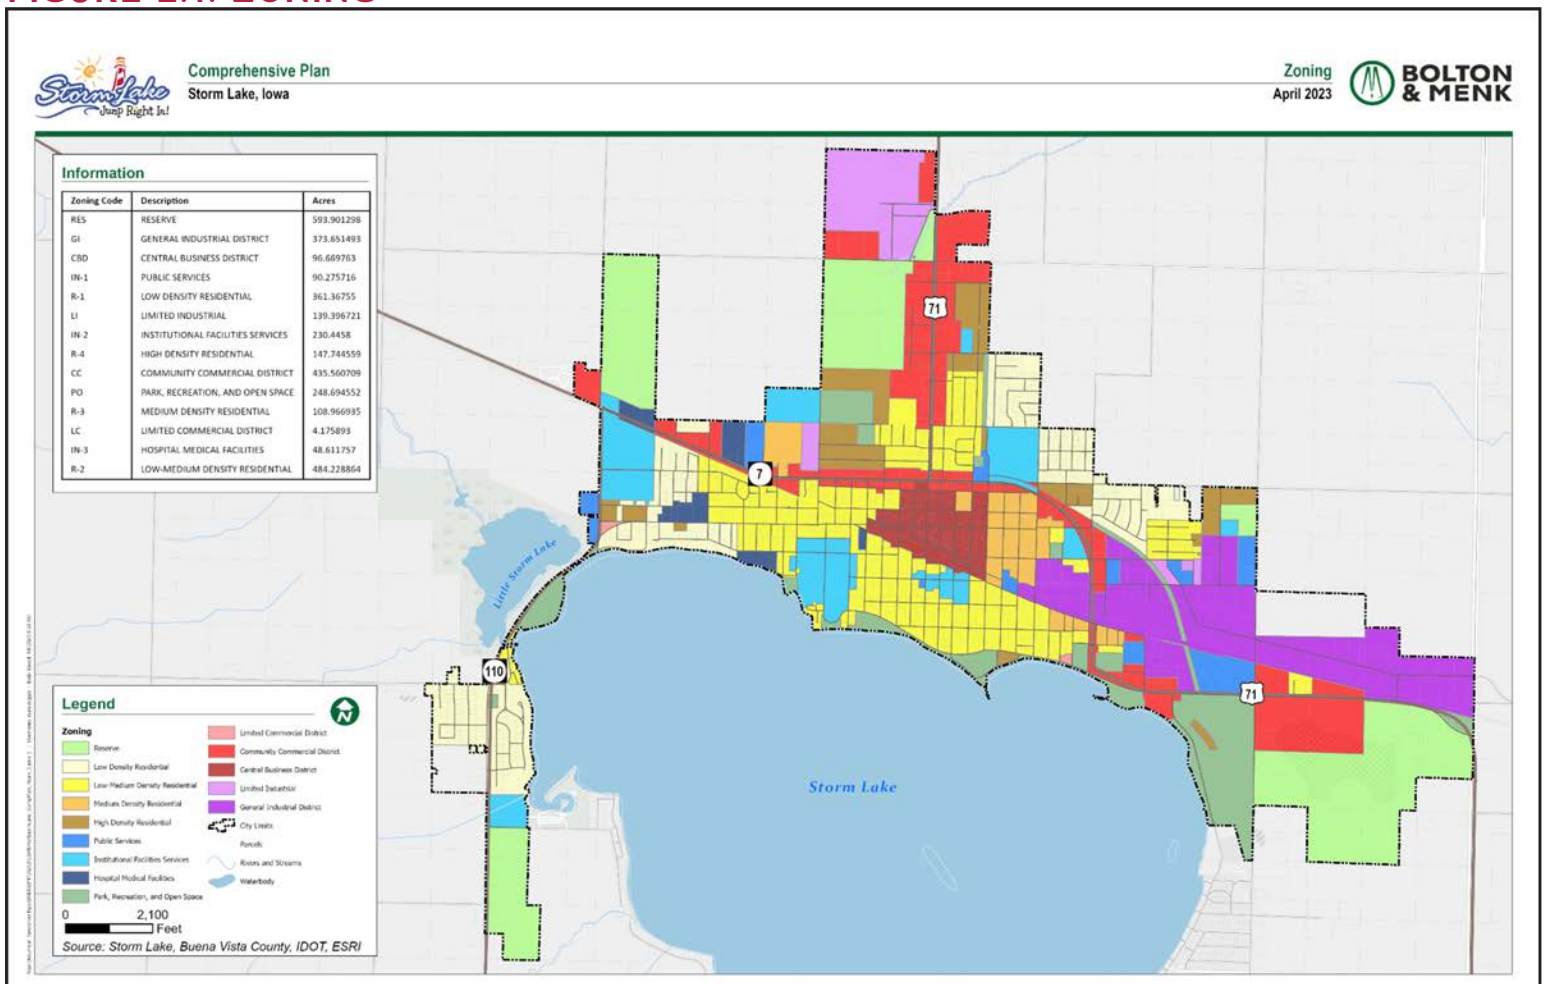 Comprehensive Plan
Storm Lake, Iowa
Storm Lake
Jump Right In!
Zoning
April 2023
BOLTON
& MENK
Information
Zoning Code Description Acres
RES RESERVE 593.901298
GI GENERAL INDUSTRIAL DISTRICT 373.651493
CBD CENTRAL BUSINESS DISTRICT 96.669763
IN-1 PUBLIC SERVICES 90.275716
R-1 LOW DENSITY RESIDENTIAL 361.36755
LI LIMITED INDUSTRIAL 139.396721
IN-2 INSTITUTIONAL FACILITIES SERVICES 230.4458
R-4 HIGH DENSITY RESIDENTIAL 147.744559
CC COMMUNITY COMMERCIAL DISTRICT 435.560709
PO PARK, RECREATION, AND OPEN SPACE 248.694552
R-3 MEDIUM DENSITY RESIDENTIAL 108.966935
LC LIMITED COMMERCIAL DISTRICT 4.175893
IN-3 HOSPITAL MEDICAL FACILITIES 48.611757
R-2 LOW-MEDIUM DENSITY RESIDENTIAL 484.228864
71
7
Little Storm Lake
110
71
Storm Lake
Legend
N
Zoning
Reserve
Low Density Residential
Low-Medium Density Residential
Medium Density Residential
High Density Residential
Public Services
Institutional Facilities Services
Hospital Medical Facilities
Park, Recreation, and Open Space
Limited Commercial District
Community Commercial District
Central Business District
Limited Industrial
General Industrial District
City Limits
Parcels
Rivers and Streams
Waterbody
0 2,100
Feet
Source: Storm Lake, Buena Vista County, IDOT, ESRI